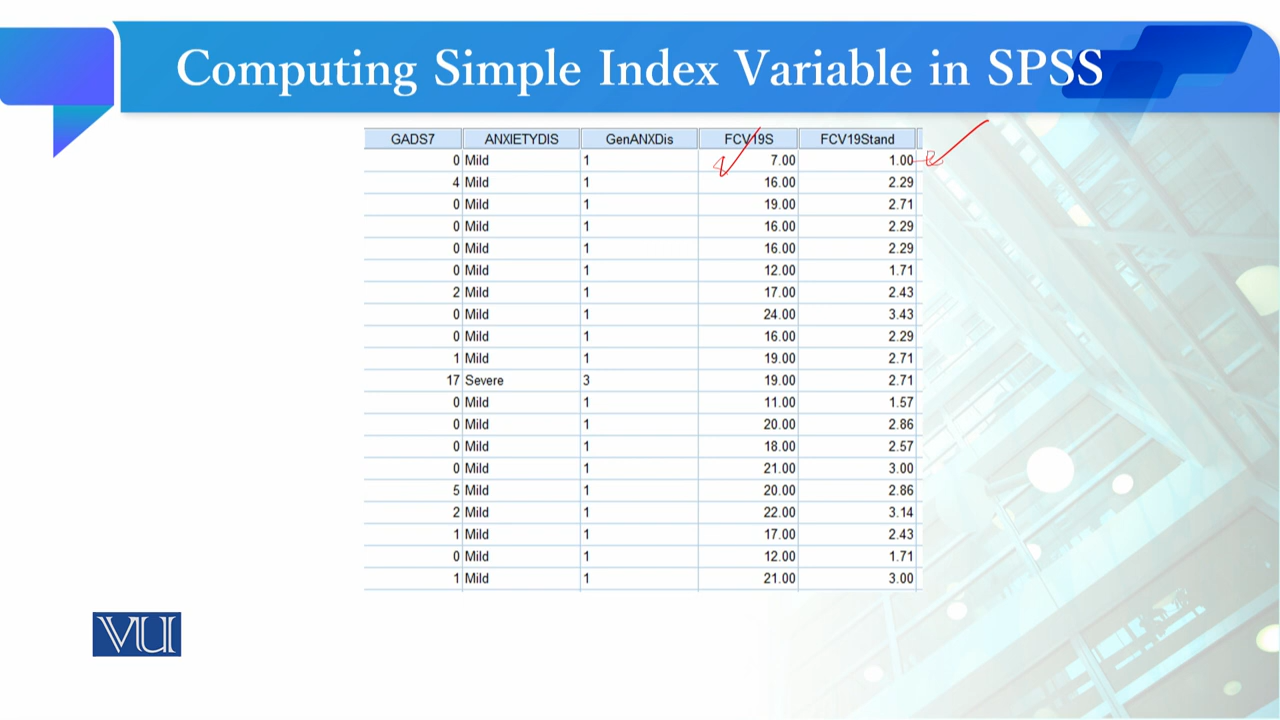 Computing Simple Index Variable in SPSS
GADS7 ANXIETYDIS GenANXDis FCV19S FCV19Stand
0 Mild 1 7.00 1.00
4 Mild 1 16.00 2.29
0 Mild 1 19.00 2.71
0 Mild 1 16.00 2.29
0 Mild 1 16.00 2.29
0 Mild 1 12.00 1.71
2 Mild 1 17.00 2.43
0 Mild 1 24.00 3.43
0 Mild 1 16.00 2.29
1 Mild 1 19.00 2.71
17 Severe 3 19.00 2.71
0 Mild 1 11.00 1.57
0 Mild 1 20.00 2.86
0 Mild 1 18.00 2.57
0 Mild 1 21.00 3.00
5 Mild 1 20.00 2.86
2 Mild 1 22.00 3.14
1 Mild 1 17.00 2.43
0 Mild 1 12.00 1.71
1 Mild 1 21.00 3.00
VU